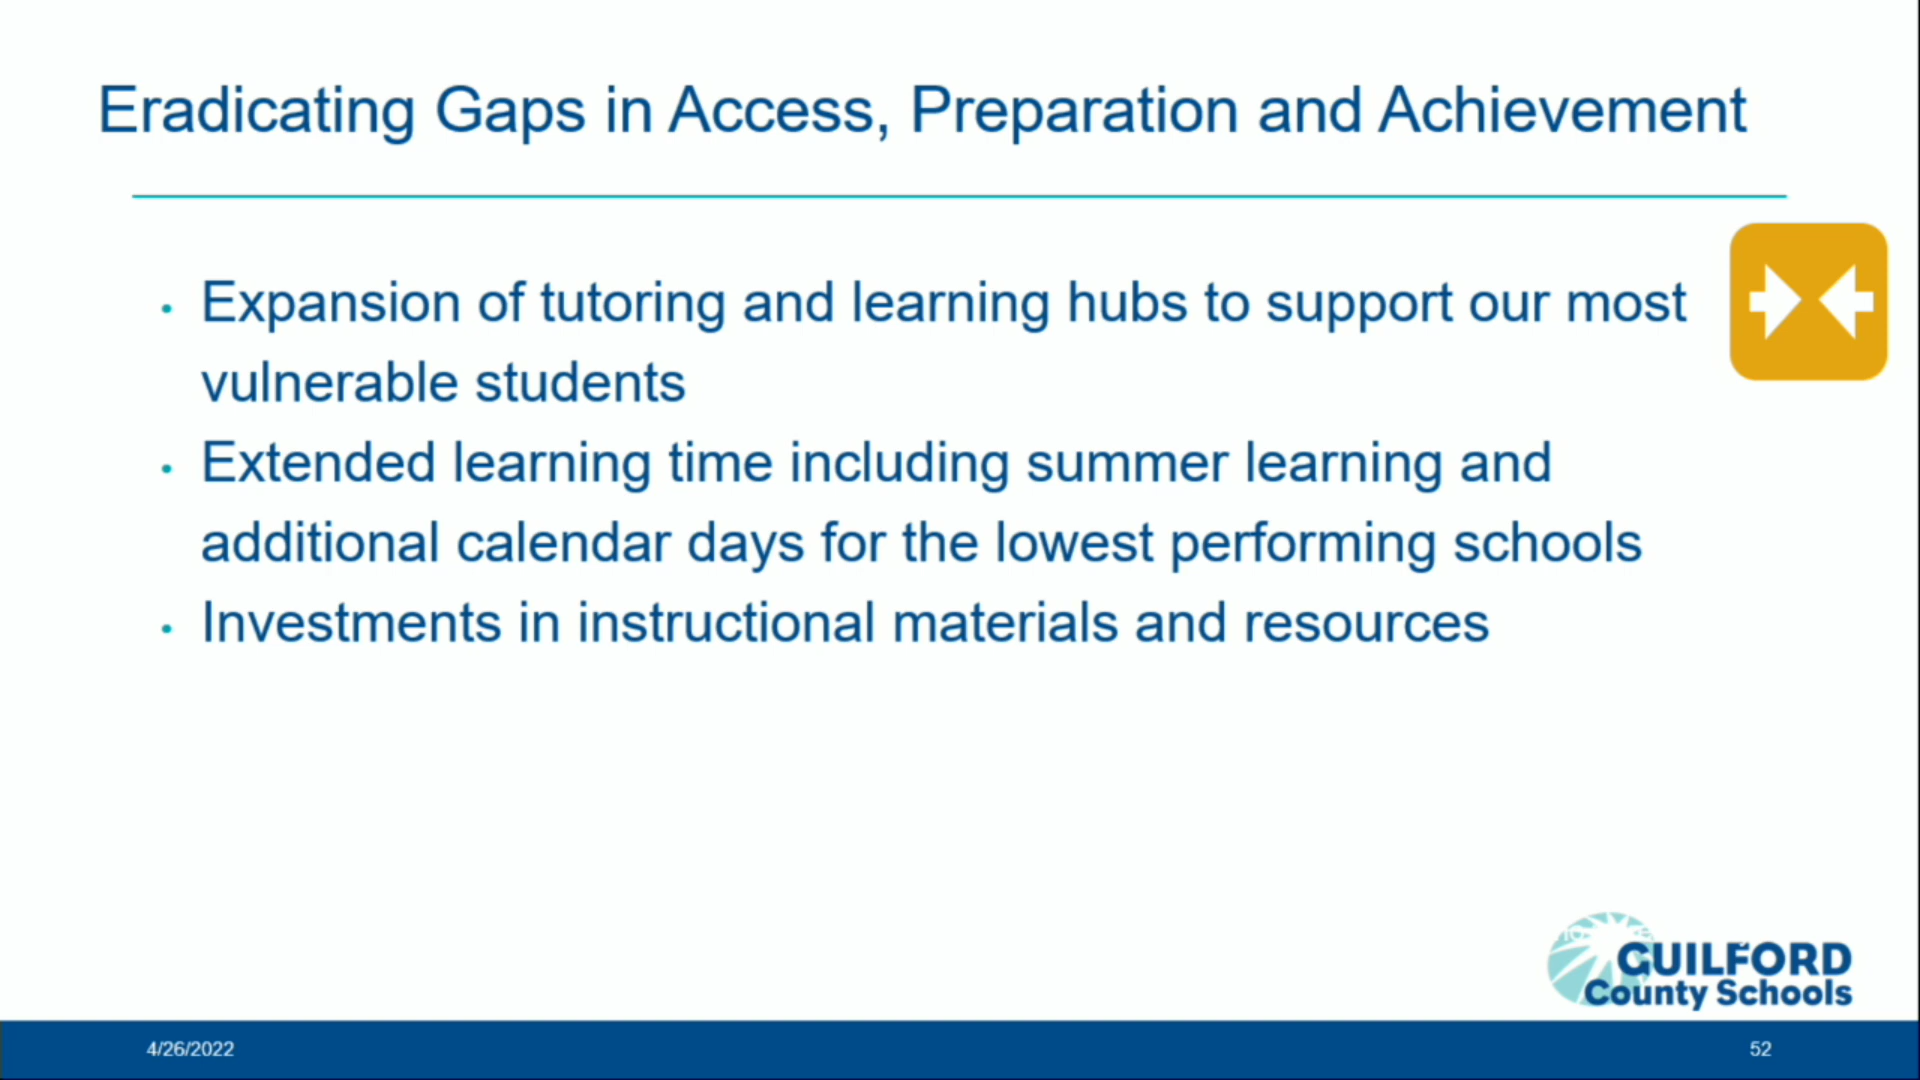 Eradicating Gaps in Access, Preparation and Achievement
• Expansion of tutoring and learning hubs to support our most
vulnerable students
• Extended learning time including summer learning and
additional calendar days for the lowest performing schools
• Investments in instructional materials and resources
GUILFORD
County Schools
4/26/2022
52